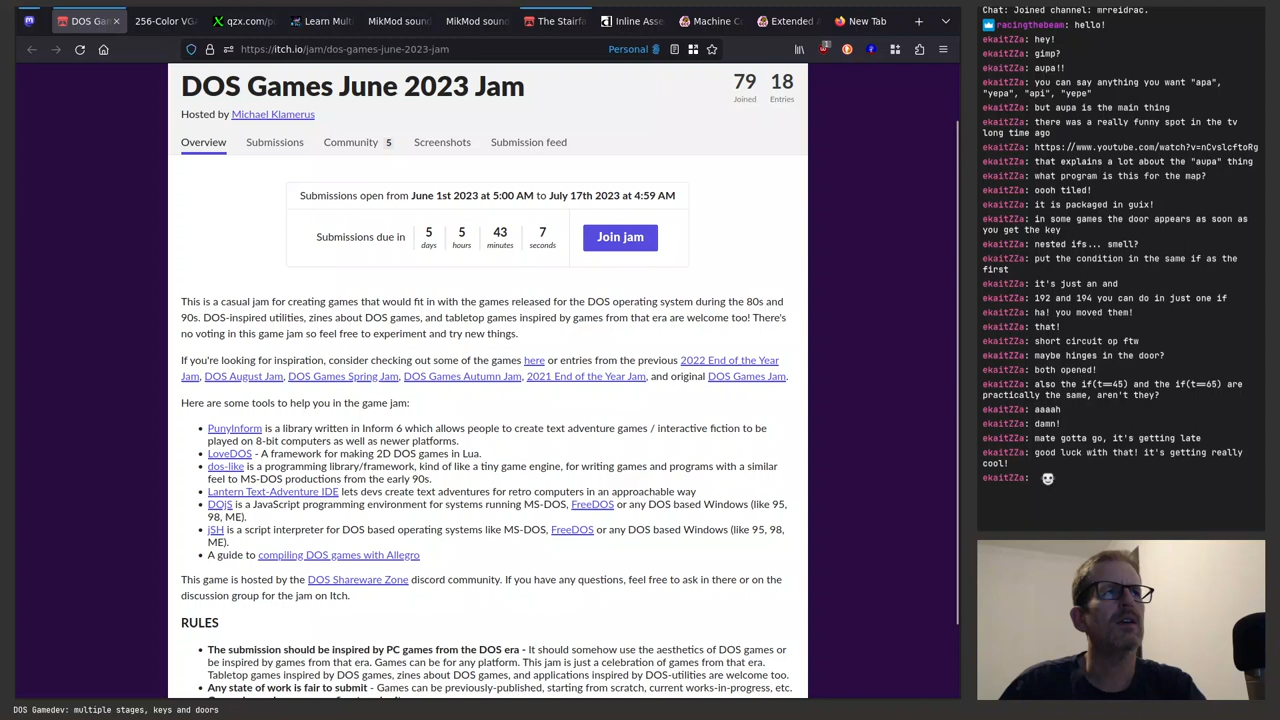 DOS Gam
256-Color VGA
qzx.com/pu
Learn Mult
MikMod soun
MikMod soun
The Stairfa
Inline Asse
Machine Cu
Extended A
New Tab
https://itch.io/jam/dos-games-june-2023-jam
Personal
DOS Games June 2023 Jam
79
Joined
18
Entries
Hosted by Michael Klamerus
Overview
Submissions
Community 5
Screenshots
Submission feed
Submissions open from June 1st 2023 at 5:00 AM to July 17th 2023 at 4:59 AM
Submissions due in
5
days
5
hours
43
minutes
7
seconds
Join jam
This is a casual jam for creating games that would fit in with the games released for the DOS operating system during the 80s and
90s. DOS-inspired utilities, zines about DOS games, and tabletop games inspired by games from that era are welcome too! There's
no voting in this game jam so feel free to experiment and try new things.
If you're looking for inspiration, consider checking out some of the games here or entries from the previous 2022 End of the Year
Jam, DOS August Jam, DOS Games Spring Jam, DOS Games Autumn Jam, 2021 End of the Year Jam, and original DOS Games Jam.
Here are some tools to help you in the game jam:
• PunyInform is a library written in Inform 6 which allows people to create text adventure games / interactive fiction to be
played on 8-bit computers as well as newer platforms.
• LoveDOS - A framework for making 2D DOS games in Lua.
• dos-like is a programming library/framework, kind of like a tiny game engine, for writing games and programs with a similar
feel to MS-DOS productions from the early 90s.
• Lantern Text-Adventure IDE lets devs create text adventures for retro computers in an approachable way
• DOjS is a JavaScript programming environment for systems running MS-DOS, FreeDOS or any DOS based Windows (like 95,
98, ME).
• jSH is a script interpreter for DOS based operating systems like MS-DOS, FreeDOS or any DOS based Windows (like 95, 98,
ME).
• A guide to compiling DOS games with Allegro
This game is hosted by the DOS Shareware Zone discord community. If you have any questions, feel free to ask in there or on the
discussion group for the jam on Itch.
RULES
• The submission should be inspired by PC games from the DOS era - It should somehow use the aesthetics of DOS games or
be inspired by games from that era. Games can be for any platform. This jam is just a celebration of games from that era.
Tabletop games inspired by DOS games, zines about DOS games, and applications inspired by DOS-utilities are welcome too.
• Any state of work is fair to submit - Games can be previously-published, starting from scratch, current works-in-progress, etc.
Chat: Joined channel: mrreidrac.
racingthebeam: hello!
ekaitZZa: hey!
ekaitZZa: gimp?
ekaitZZa: aupa!!
ekaitZZa: you can say anything you want "apa",
"yepa", "api", "yepe"
ekaitZZa: but aupa is the main thing
ekaitZZa: there was a really funny spot in the tv
long time ago
ekaitZZa: https://www.youtube.com/watch?v=nCvslcftoRg
ekaitZZa: that explains a lot about the "aupa" thing
ekaitZZa: what program is this for the map?
ekaitZZa: oooh tiled!
ekaitZZa: it is packaged in guix!
ekaitZZa: in some games the door appears as soon as
you get the key
ekaitZZa: nested ifs... smell?
ekaitZZa: put the condition in the same if as the
first
ekaitZZa: it's just an and
ekaitZZa: 192 and 194 you can do in just one if
ekaitZZa: ha! you moved them!
ekaitZZa: that!
ekaitZZa: short circuit op ftw
ekaitZZa: maybe hinges in the door?
ekaitZZa: both opened!
ekaitZZa: also the if(t==45) and the if(t==65) are
practically the same, aren't they?
ekaitZZa: aaaah
ekaitZZa: damn!
ekaitZZa: mate gotta go, it's getting late
ekaitZZa: good luck with that! it's getting really
cool!
ekaitZZa:
DOS Gamedev: multiple stages, keys and doors